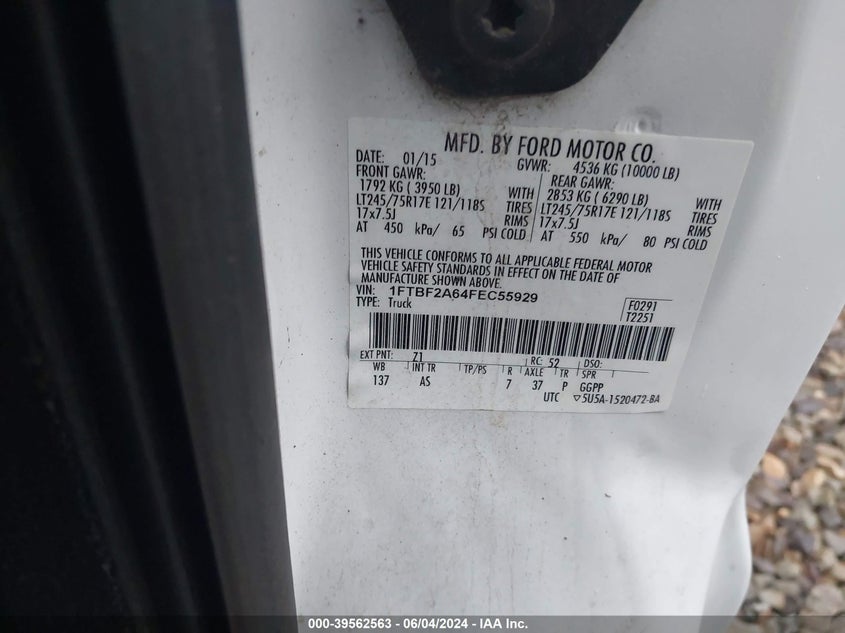 MFD. BY FORD MOTOR CO.
DATE: 01/15 GVWR: 4536 KG (10000 LB)
FRONT GAWR: REAR GAWR:
1792 KG ( 3950 LB) WITH 2853 KG ( 6290 LB) WITH
LT245/75R17E 121/118S TIRES LT245/75R17E 121/118S TIRES
17x7.5J RIMS 17x7.5J RIMS
AT 450 kPa/ 65 PSI COLD AT 550 kPa/ 80 PSI COLD
THIS VEHICLE CONFORMS TO ALL APPLICABLE FEDERAL MOTOR
VEHICLE SAFETY STANDARDS IN EFFECT ON THE DATE OF
MANUFACTURE SHOWN ABOVE.
VIN: 1FTBF2A64FEC55929 F0291
TYPE: Truck T2251
EXT PNT: Z1 RC: 52 DSO:
WB INT TR TP/PS R AXLE TR SPR
137 AS 7 37 P GGPP
UTC ▽5U5A-1520472-BA
000-39562563 - 06/04/2024 - IAA Inc.